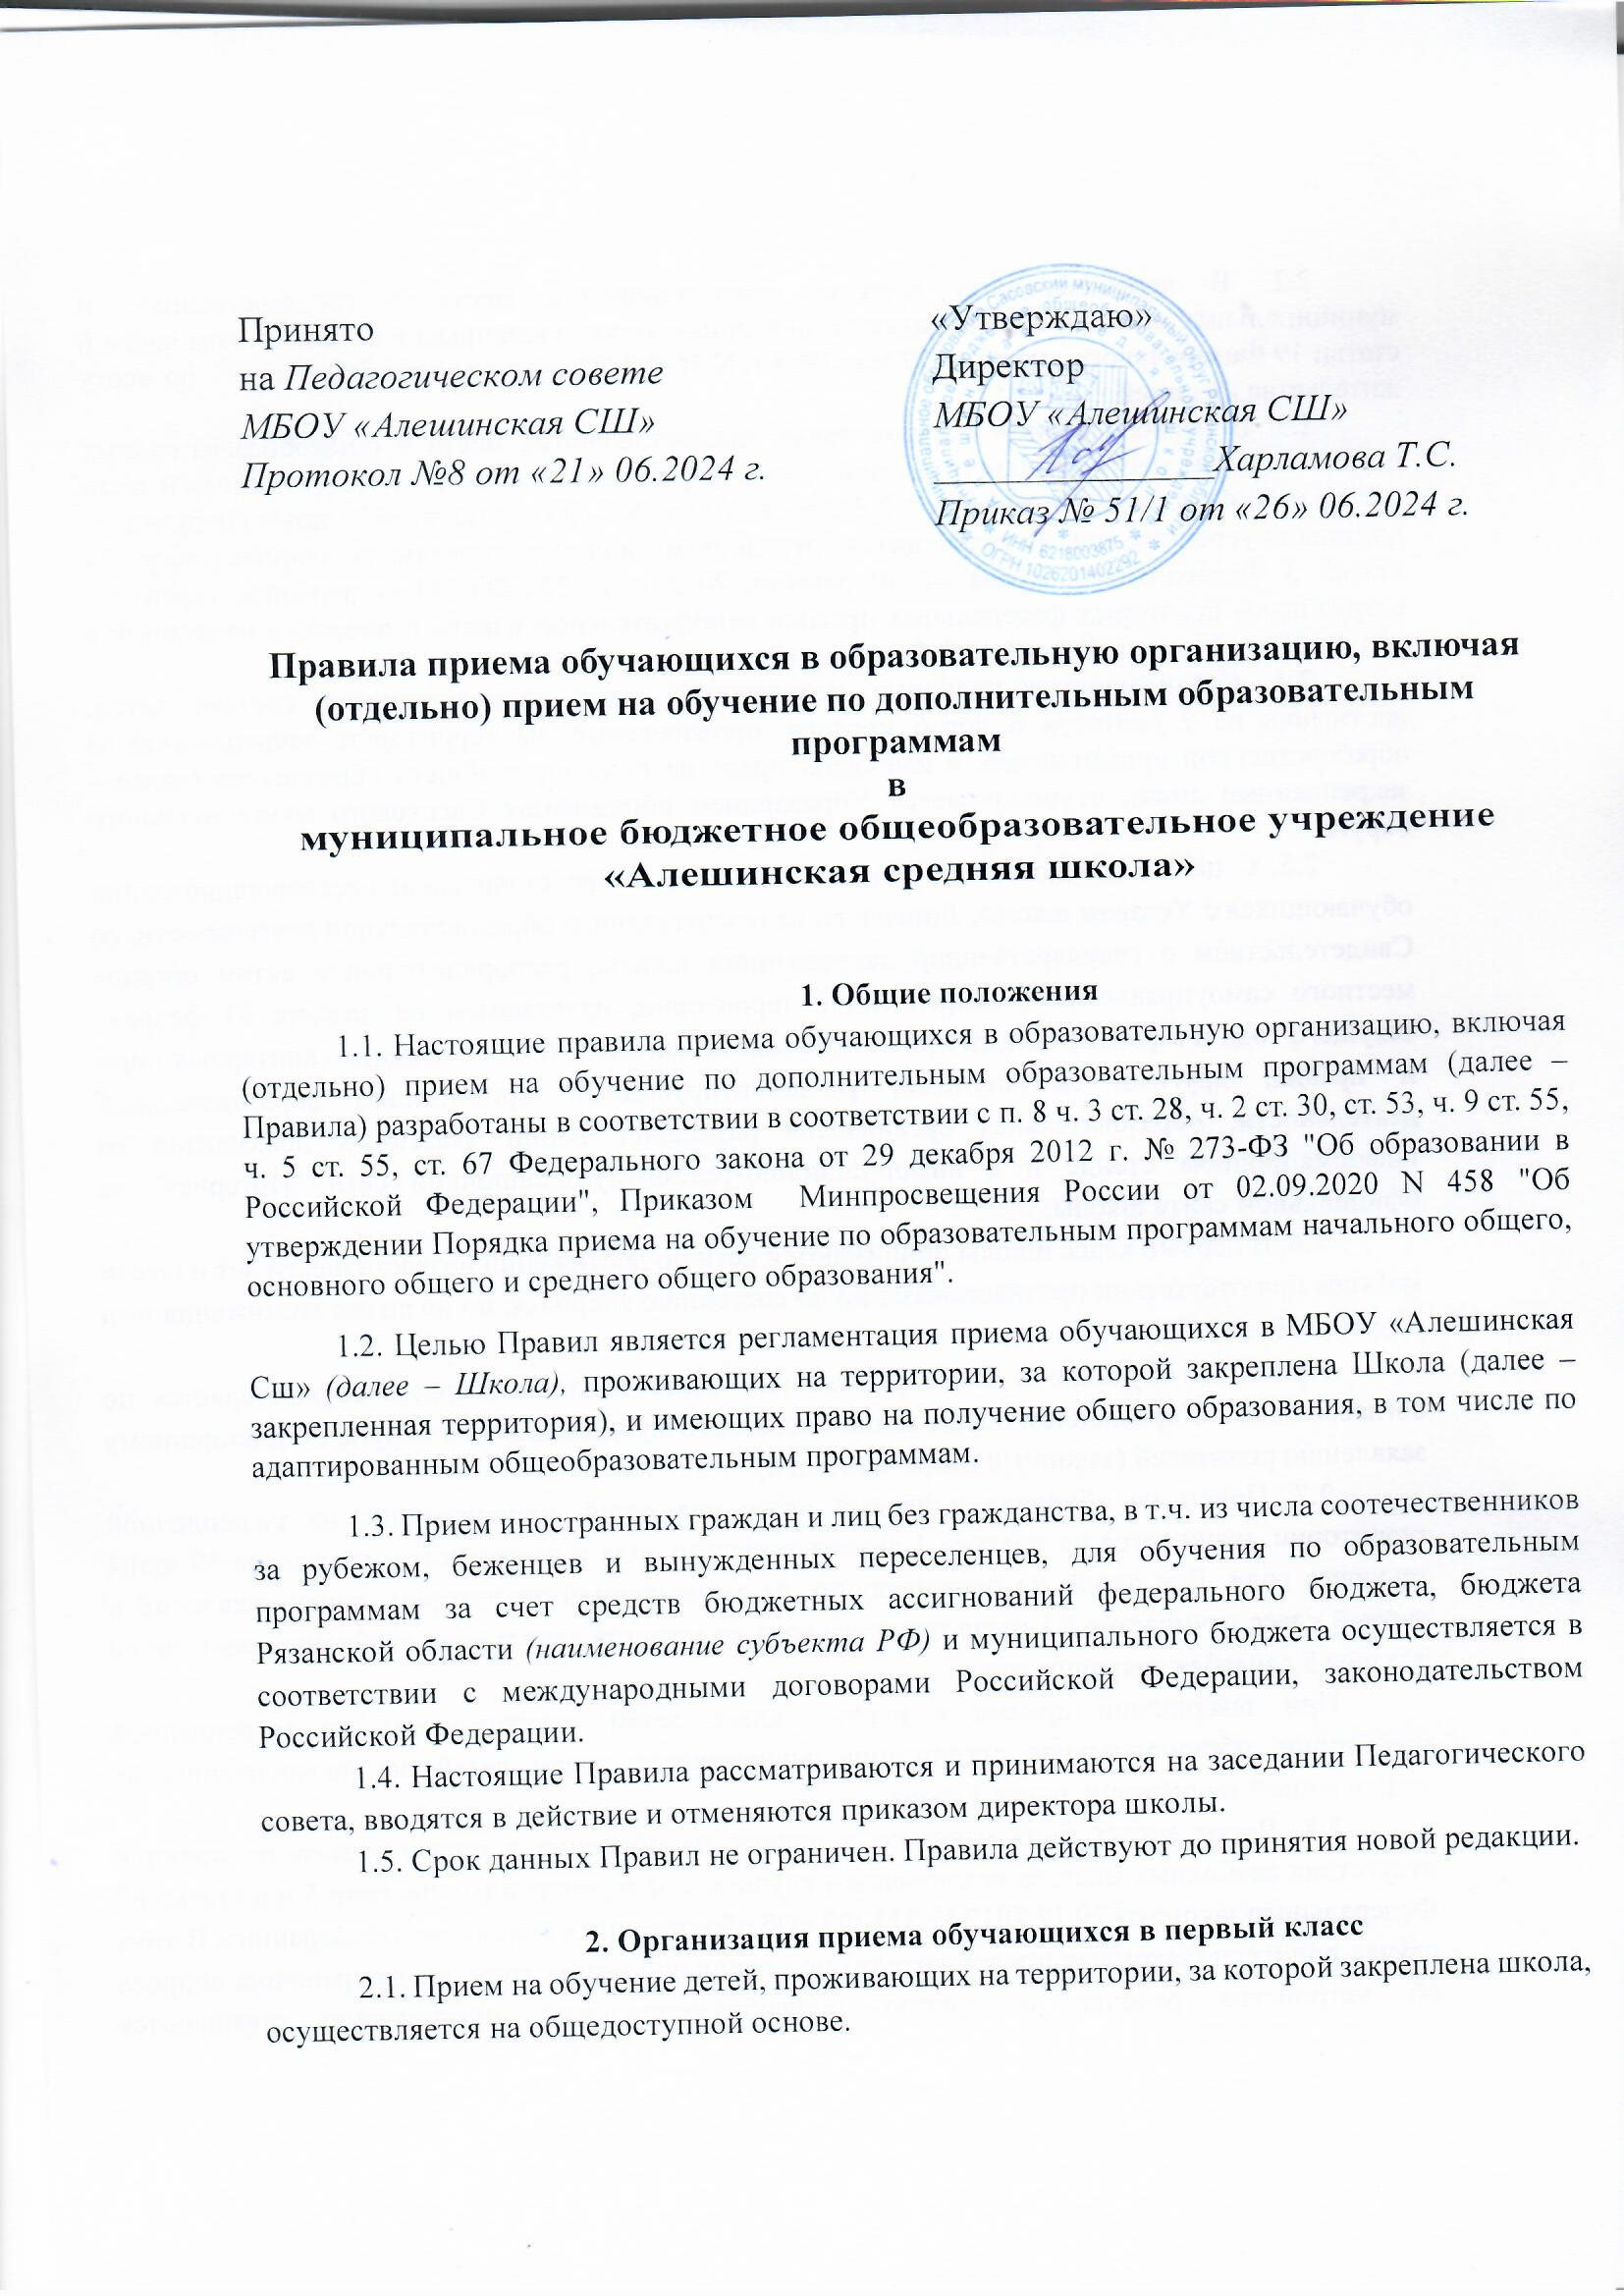 Принято
на Педагогическом совете
МБОУ «Алешинская СШ»
Протокол №8 от «21» 06.2024 г.
«Утверждаю»
Директор
МБОУ «Алешинская СШ»
_______________Харламова Т.С.
Приказ № 51/1 от «26» 06.2024 г.
ИНН 6218003875
ОГРН 1026201402292
Правила приема обучающихся в образовательную организацию, включая
(отдельно) прием на обучение по дополнительным образовательным
программам
в
муниципальное бюджетное общеобразовательное учреждение
«Алешинская средняя школа»
1. Общие положения
1.1. Настоящие правила приема обучающихся в образовательную организацию, включая
(отдельно) прием на обучение по дополнительным образовательным программам (далее –
Правила) разработаны в соответствии в соответствии с п. 8 ч. 3 ст. 28, ч. 2 ст. 30, ст. 53, ч. 9 ст. 55,
ч. 5 ст. 55, ст. 67 Федерального закона от 29 декабря 2012 г. № 273-ФЗ "Об образовании в
Российской Федерации", Приказом Минпросвещения России от 02.09.2020 N 458 "Об
утверждении Порядка приема на обучение по образовательным программам начального общего,
основного общего и среднего общего образования".
1.2. Целью Правил является регламентация приема обучающихся в МБОУ «Алешинская
Сш» (далее – Школа), проживающих на территории, за которой закреплена Школа (далее –
закрепленная территория), и имеющих право на получение общего образования, в том числе по
адаптированным общеобразовательным программам.
1.3. Прием иностранных граждан и лиц без гражданства, в т.ч. из числа соотечественников
за рубежом, беженцев и вынужденных переселенцев, для обучения по образовательным
программам за счет средств бюджетных ассигнований федерального бюджета, бюджета
Рязанской области (наименование субъекта РФ) и муниципального бюджета осуществляется в
соответствии с международными договорами Российской Федерации, законодательством
Российской Федерации.
1.4. Настоящие Правила рассматриваются и принимаются на заседании Педагогического
совета, вводятся в действие и отменяются приказом директора школы.
1.5. Срок данных Правил не ограничен. Правила действуют до принятия новой редакции.
2. Организация приема обучающихся в первый класс
2.1. Прием на обучение детей, проживающих на территории, за которой закреплена школа,
осуществляется на общедоступной основе.